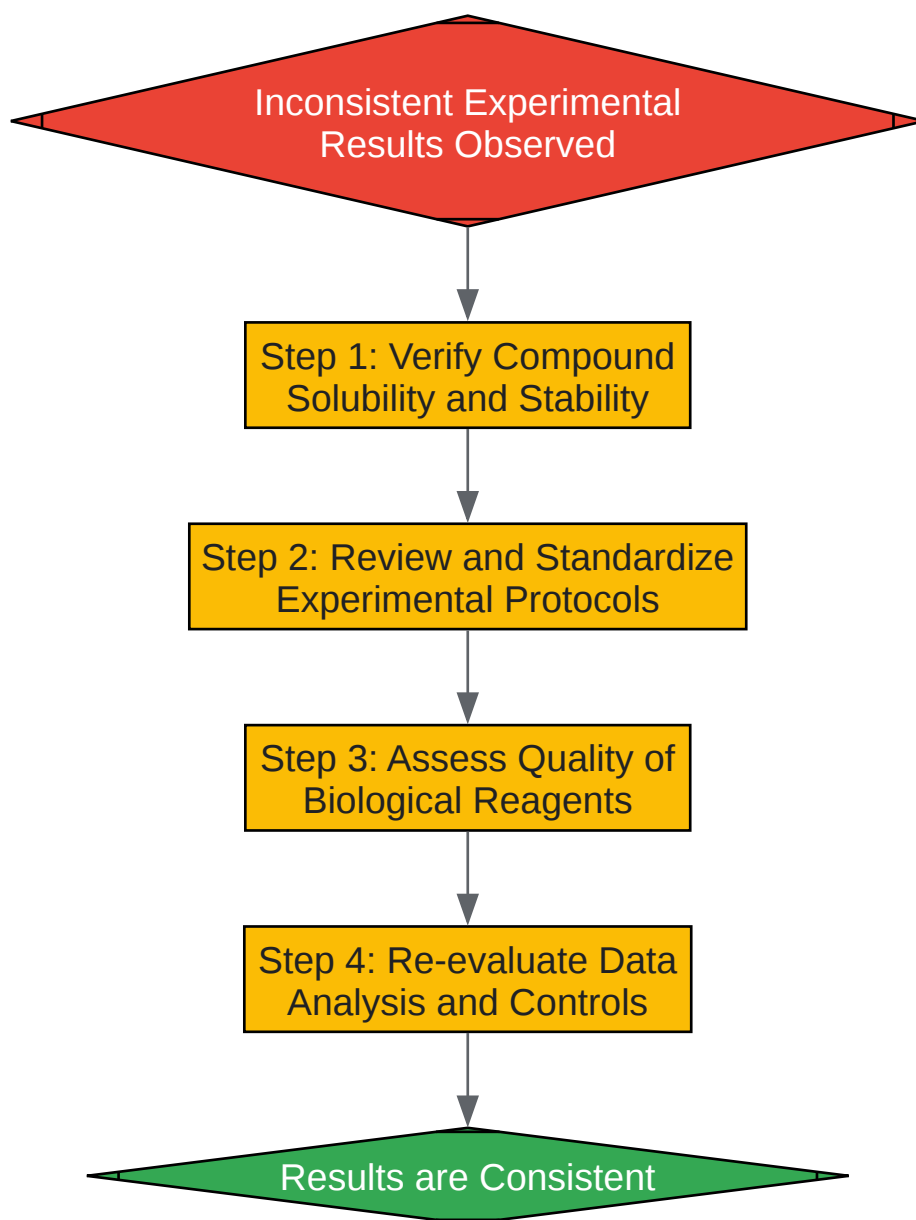 Inconsistent Experimental
Results Observed
Step 1: Verify Compound
Solubility and Stability
Step 2: Review and Standardize
Experimental Protocols
Step 3: Assess Quality of
Biological Reagents
Step 4: Re-evaluate Data
Analysis and Controls
Results are Consistent